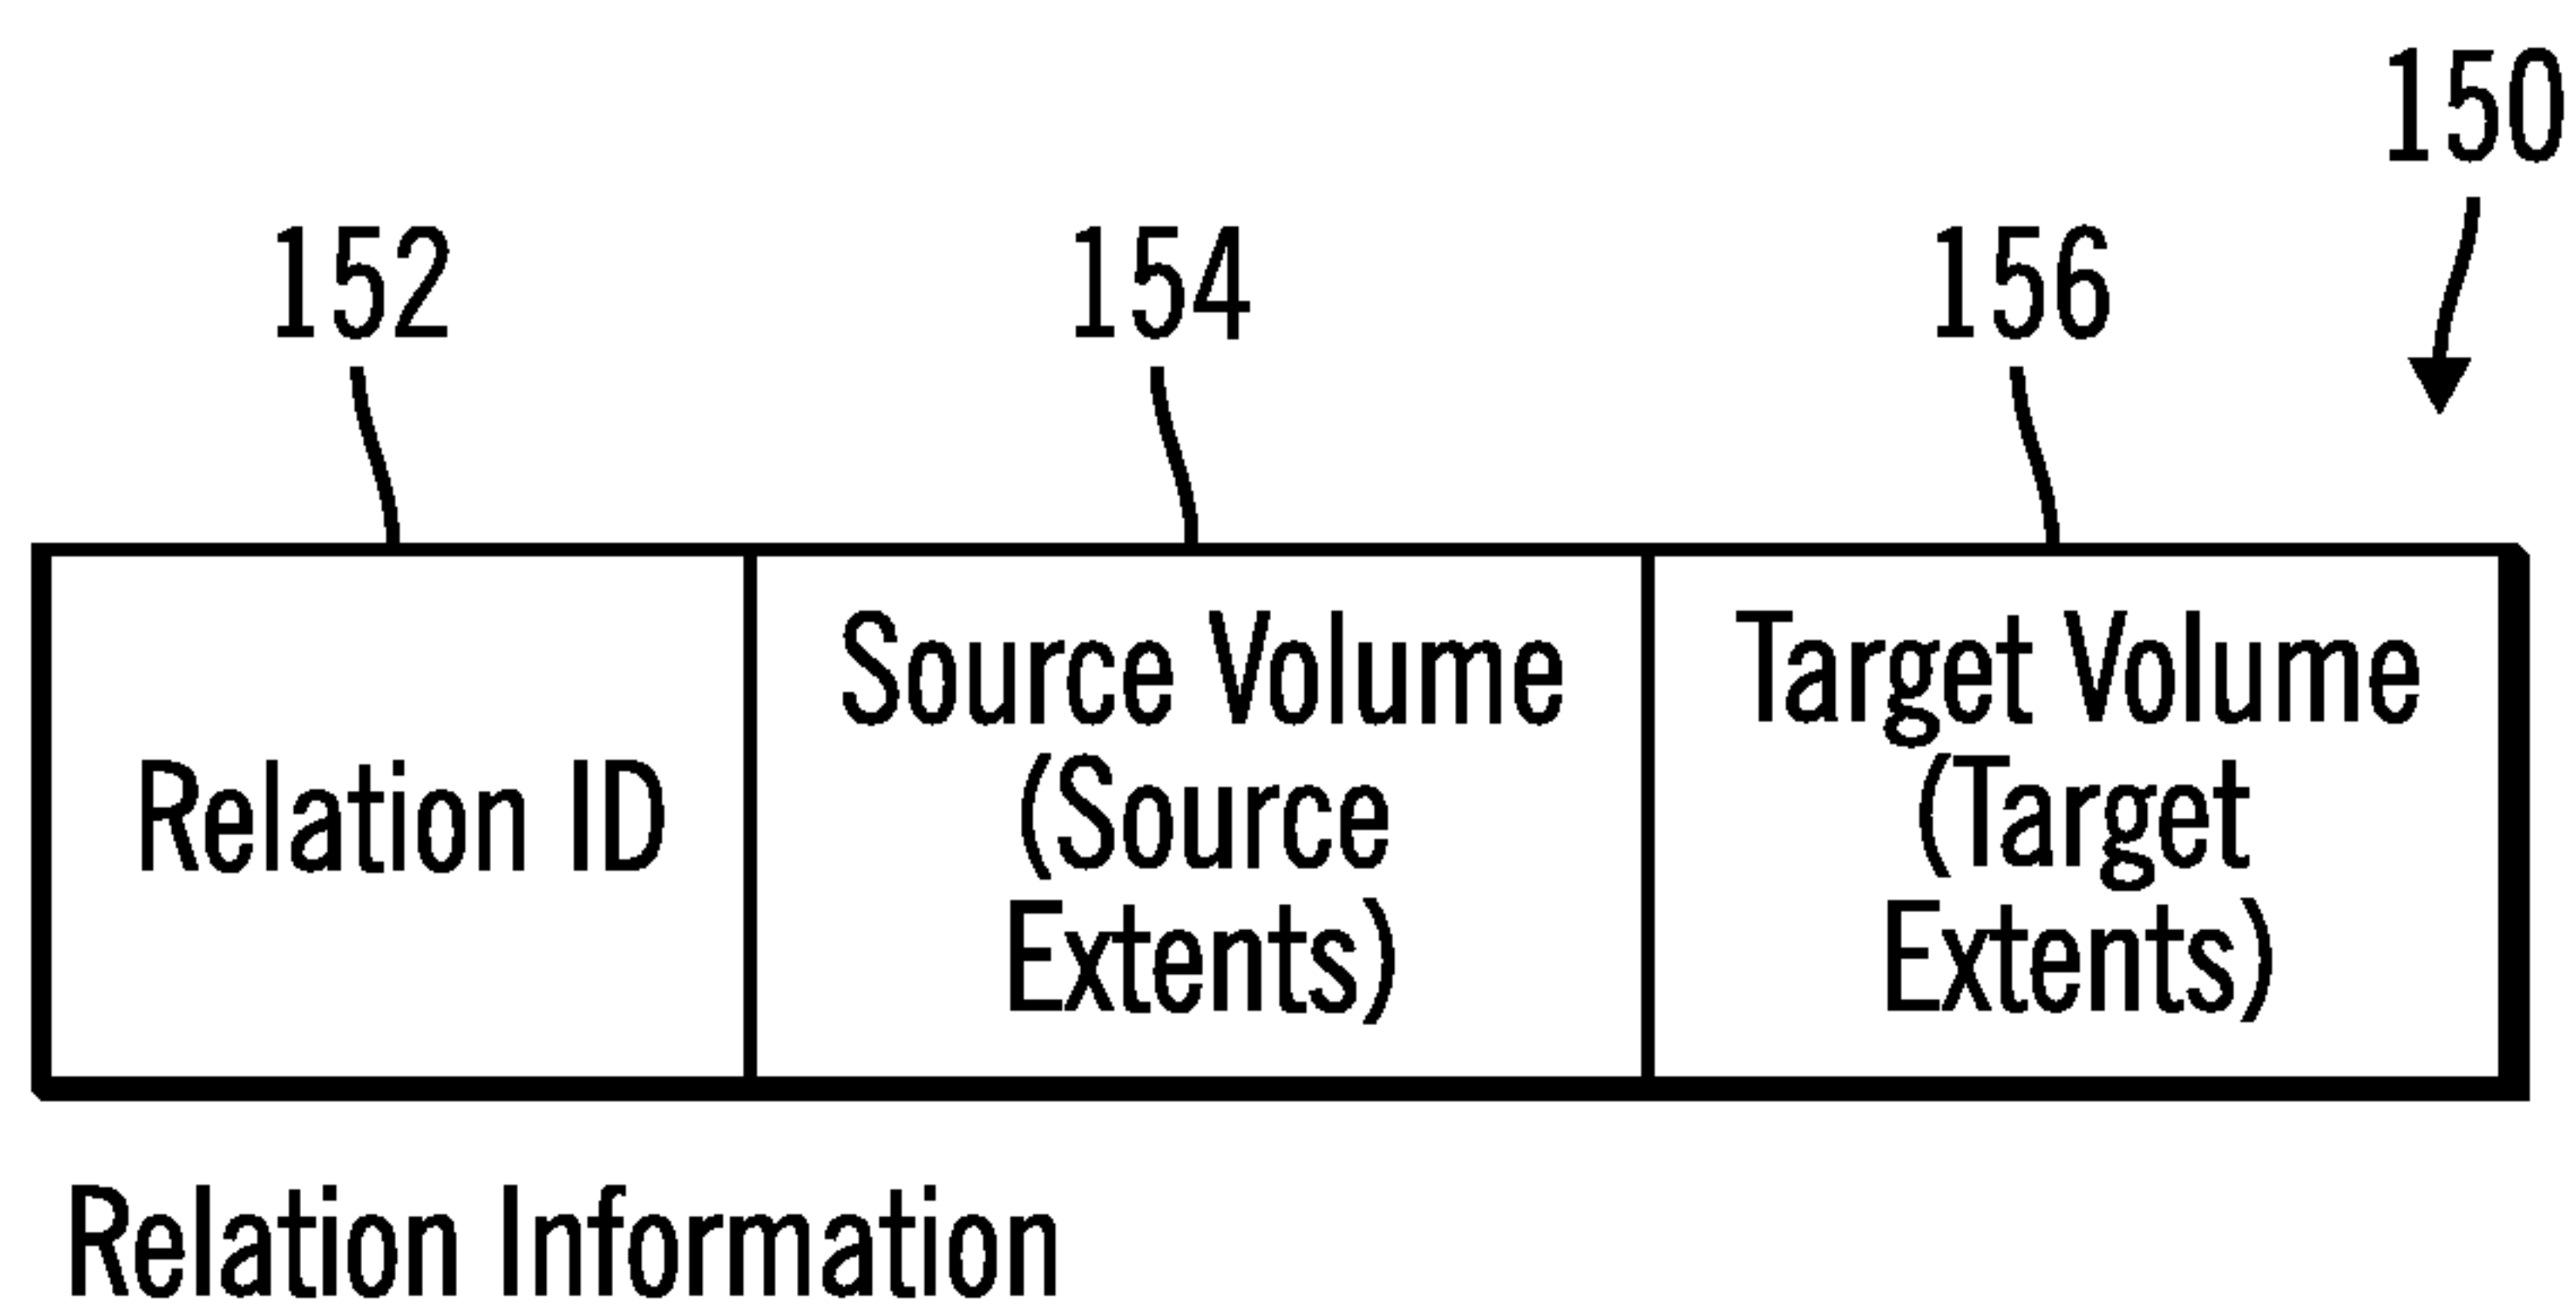 150
152 154 156
Relation ID
Source Volume
(Source
Extents)
Target Volume
(Target
Extents)
Relation Information